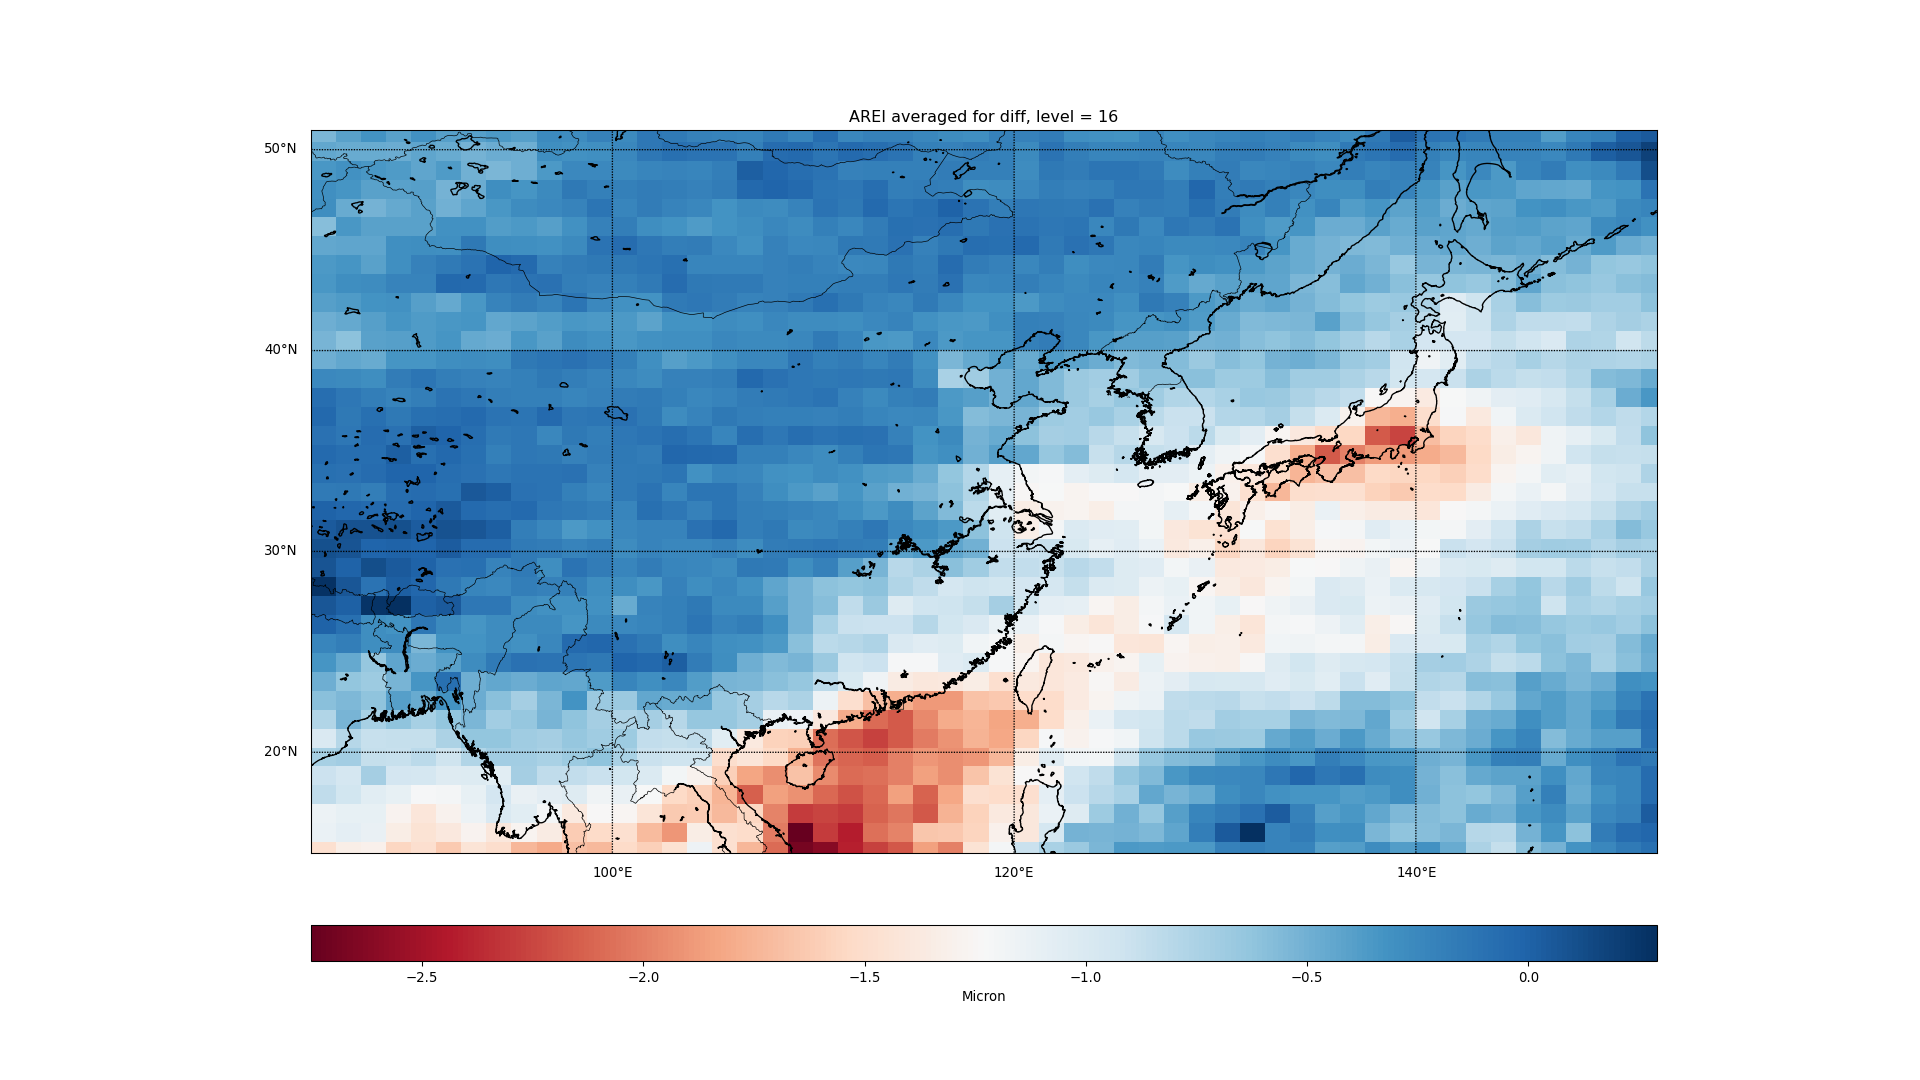 AREI averaged for diff, level = 16
50°N
40°N
30°N
20°N
100°E 120°E 140°E
−2.5 −2.0 −1.5 −1.0 −0.5 0.0
Micron